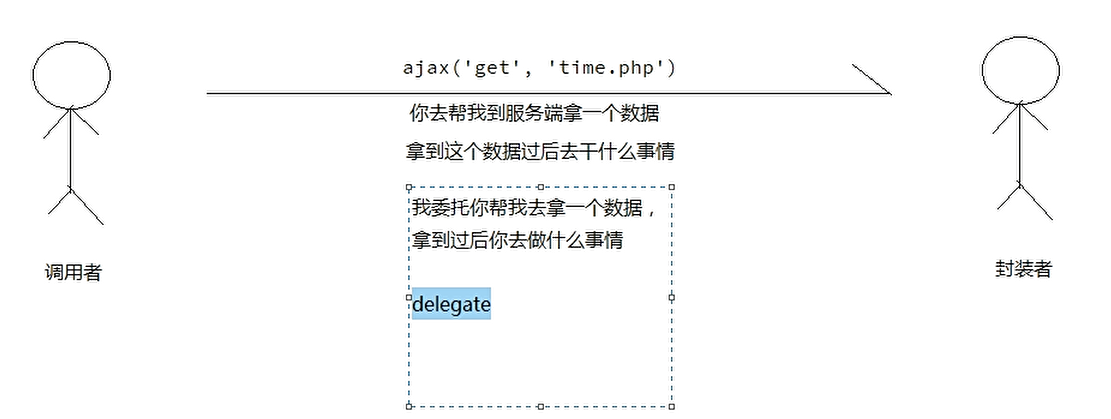 ajax('get', 'time.php')
你去帮我到服务端拿一个数据
拿到这个数据过后去干什么事情
我委托你帮我去拿一个数据，
拿到过后你去做什么事情
delegate
调用者
封装者